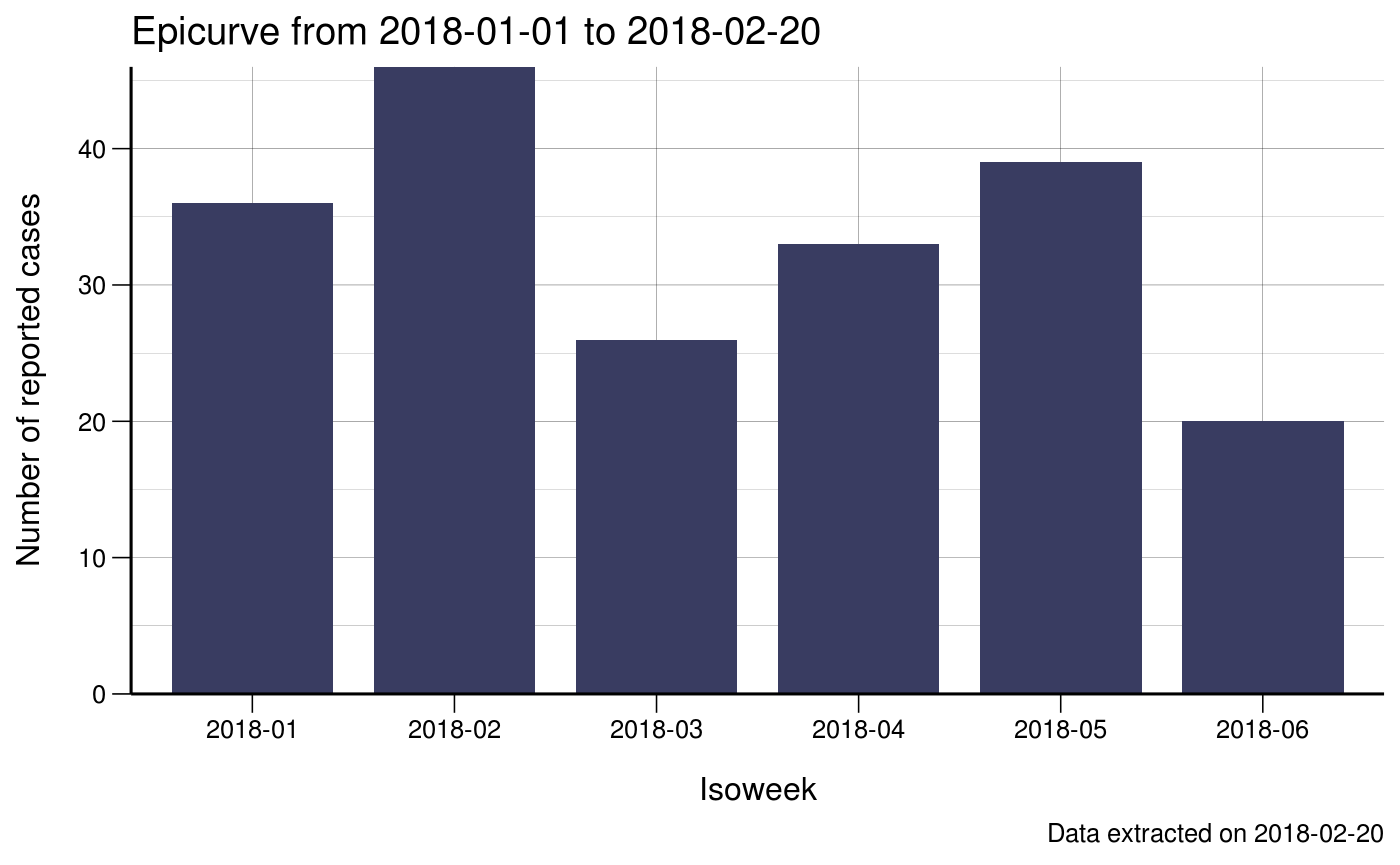 Epicurve from 2018-01-01 to 2018-02-20
Number of reported cases
40
30
20
10
0
2018-01 2018-02 2018-03 2018-04 2018-05 2018-06
Isoweek
Data extracted on 2018-02-20